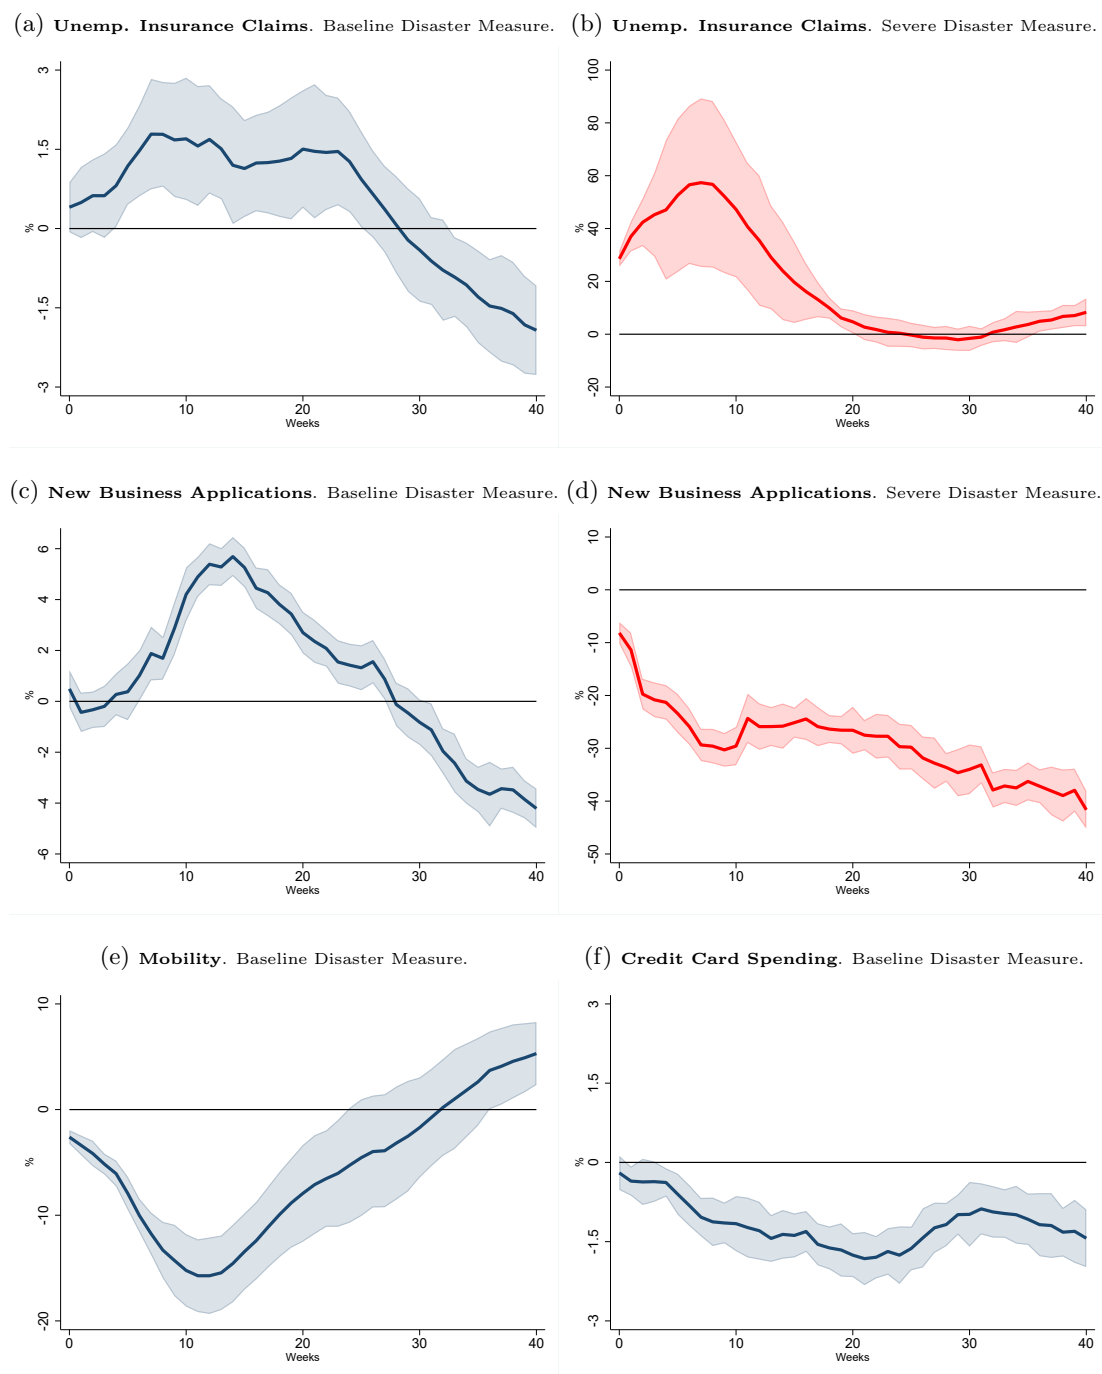 (a) Unemp. Insurance Claims. Baseline Disaster Measure.
(b) Unemp. Insurance Claims. Severe Disaster Measure.
3
1.5
0
-1.5
-3
%
0 10 20 30 40
Weeks
100
80
60
40
20
0
-20
%
0 10 20 30 40
Weeks
(c) New Business Applications. Baseline Disaster Measure.
(d) New Business Applications. Severe Disaster Measure.
6
4
2
0
-2
-4
-6
%
0 10 20 30 40
Weeks
10
0
-10
-20
-30
-40
-50
%
0 10 20 30 40
Weeks
(e) Mobility. Baseline Disaster Measure.
(f) Credit Card Spending. Baseline Disaster Measure.
10
0
-10
-20
%
0 10 20 30 40
Weeks
3
1.5
0
-1.5
-3
%
0 10 20 30 40
Weeks